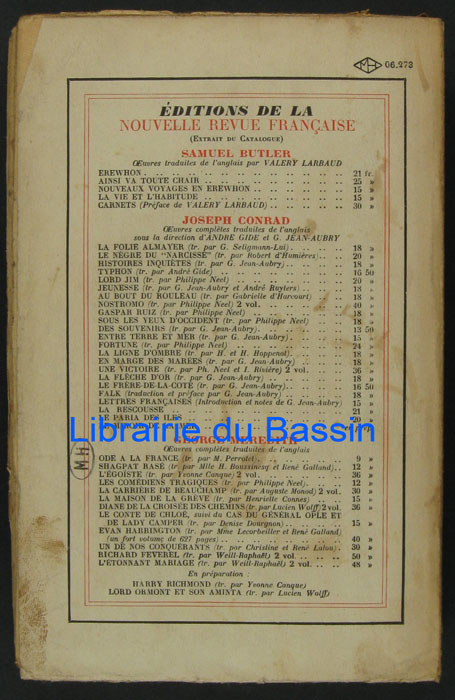 MH 06.273
ÉDITIONS DE LA
NOUVELLE REVUE FRANÇAISE
(EXTRAIT DU CATALOGUE)
SAMUEL BUTLER
Œuvres traduites de l'anglais par VALERY LARBAUD
EREWHON 21 fr.
AINSI VA TOUTE CHAIR 25 »
NOUVEAUX VOYAGES EN EREWHON 15 »
LA VIE ET L'HABITUDE 15 »
CARNETS (Préface de VALERY LARBAUD) 30 »
JOSEPH CONRAD
Œuvres complètes traduites de l'anglais
sous la direction d'ANDRÉ GIDE et G. JEAN-AUBRY
LA FOLIE ALMAYER (tr. par G. Seligmann-Lui) 18 »
LE NÈGRE DU "NARCISSE" (tr. par Robert d'Humières) 20 »
HISTOIRES INQUIÈTES (tr. par G. Jean-Aubry) 18 »
TYPHON (tr. par André Gide) 16 50
LORD JIM (tr. par Philippe Neel) 20 »
JEUNESSE (tr. par G. Jean-Aubry et André Ruyters) 18 »
AU BOUT DU ROULEAU (tr. par Gabrielle d'Harcourt) 18 »
NOSTROMO (tr. par Philippe Neel) 2 vol. 40 »
GASPAR RUIZ (tr. par Philippe Neel) 18 »
SOUS LES YEUX D'OCCIDENT (tr. par Philippe Neel) 18 »
DES SOUVENIRS (tr. par G. Jean-Aubry) 13 50
ENTRE TERRE ET MER (tr. par G. Jean-Aubry) 15 »
FORTUNE (tr. par Philippe Neel) 24 »
LA LIGNE D'OMBRE (tr. par H. et H. Hoppenot) 18 »
EN MARGE DES MARÉES (tr. par G. Jean-Aubry) 18 »
UNE VICTOIRE (tr. par Ph. Neel et I. Rivière) 2 vol. 36 »
LA FLÈCHE D'OR (tr. par G. Jean-Aubry) 18 »
LE FRÈRE-DE-LA-COTE (tr. par G. Jean-Aubry) 16 50
FALK (traduction et préface par G. Jean-Aubry) 18 »
LETTRES FRANÇAISES (Introduction et notes de G. Jean-Aubry) 15 »
LA RESCOUSSE 21 »
LE PARIA DES ILES 20 »
Librairie du Bassin
GEORGE MEREDITH
Œuvres complètes traduites de l'anglais
ODE A LA FRANCE (tr. par M. Perrotet) 9 »
SHAGPAT RASÉ (tr. par Mlle H. Boussinesq et René Galland) 12 »
L'ÉGOISTE (tr. par Yvonne Canque) 2 vol. 36 »
LES COMÉDIENS TRAGIQUES (tr. par Philippe Neel) 12 »
LA CARRIÈRE DE BEAUCHAMP (tr. par Auguste Monod) 2 vol. 30 »
LA MAISON DE LA GRÈVE (tr. par Henriette Connes) 15 »
DIANE DE LA CROISÉE DES CHEMINS (tr. par Lucien Wolff) 2 vol. 36 »
LE CONTE DE CHLOÉ, suivi du CAS DU GÉNÉRAL OPLE ET
DE LADY CAMPER (tr. par Denise Dourgnon) 15 »
EVAN HARRINGTON (tr. par Mme Lecorbeiller et René Galland)
(un fort volume de 627 pages) 40 »
UN DE NOS CONQUÉRANTS (tr. par Christine et René Lalou) 30 »
RICHARD FEVEREL (tr. par Weill-Raphaël) 2 vol. 50 »
L'ÉTONNANT MARIAGE (tr. par Weill-Raphaël) 2 vol. 48 »
En préparation :
HARRY RICHMOND (tr. par Yvonne Canque)
LORD ORMONT ET SON AMINTA (tr. par Lucien Wolff)
MH